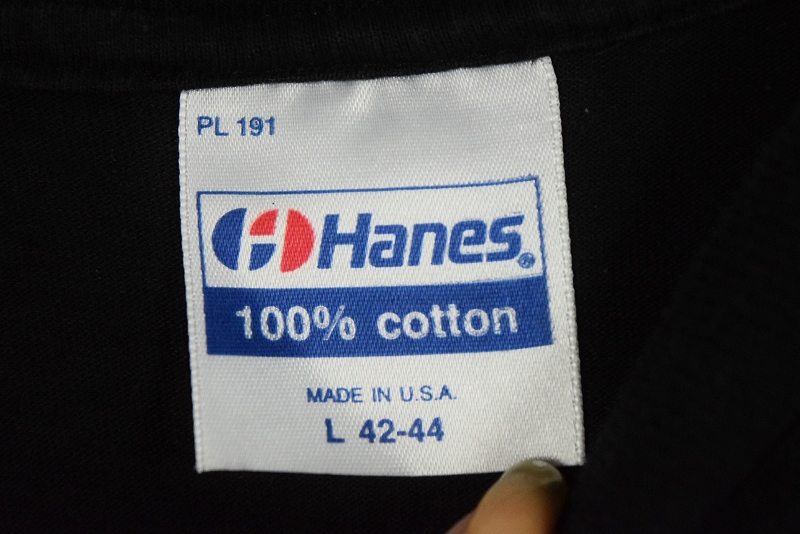 PL 191
Hanes®
100% cotton
MADE IN U.S.A.
L 42-44